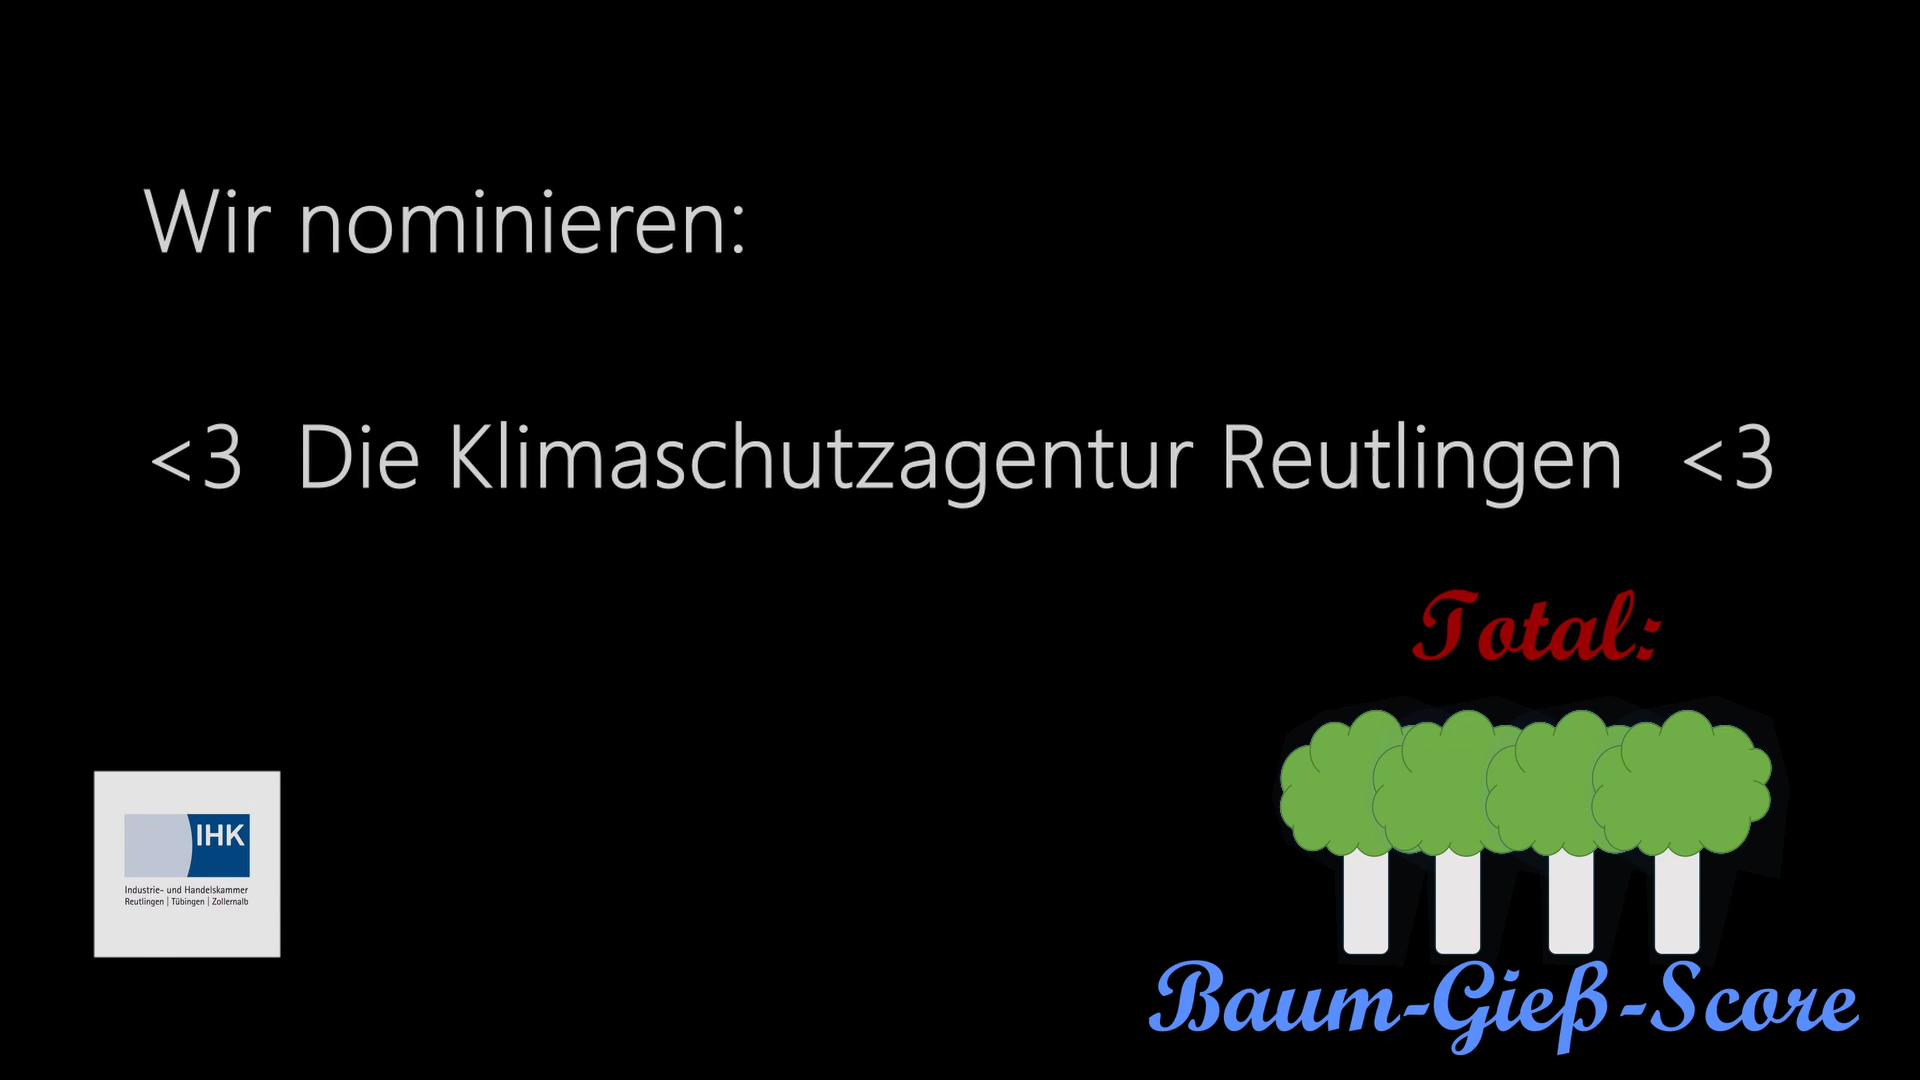 Wir nominieren:
<3 Die Klimaschutzagentur Reutlingen <3
Total:
IHK
Industrie- und Handelskammer
Reutlingen | Tübingen | Zollernalb
Baum-Gieß-Score